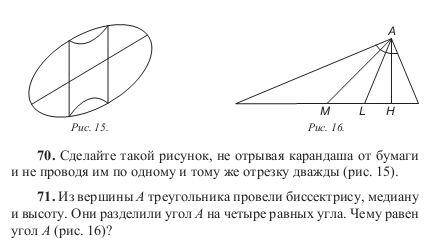 A
M L H
Рис. 15. Рис. 16.
70. Сделайте такой рисунок, не отрывая карандаша от бумаги
и не проводя им по одному и тому же отрезку дважды (рис. 15).
71. Из вершины A треугольника провели биссектрису, медиану
и высоту. Они разделили угол A на четыре равных угла. Чему равен
угол A (рис. 16)?